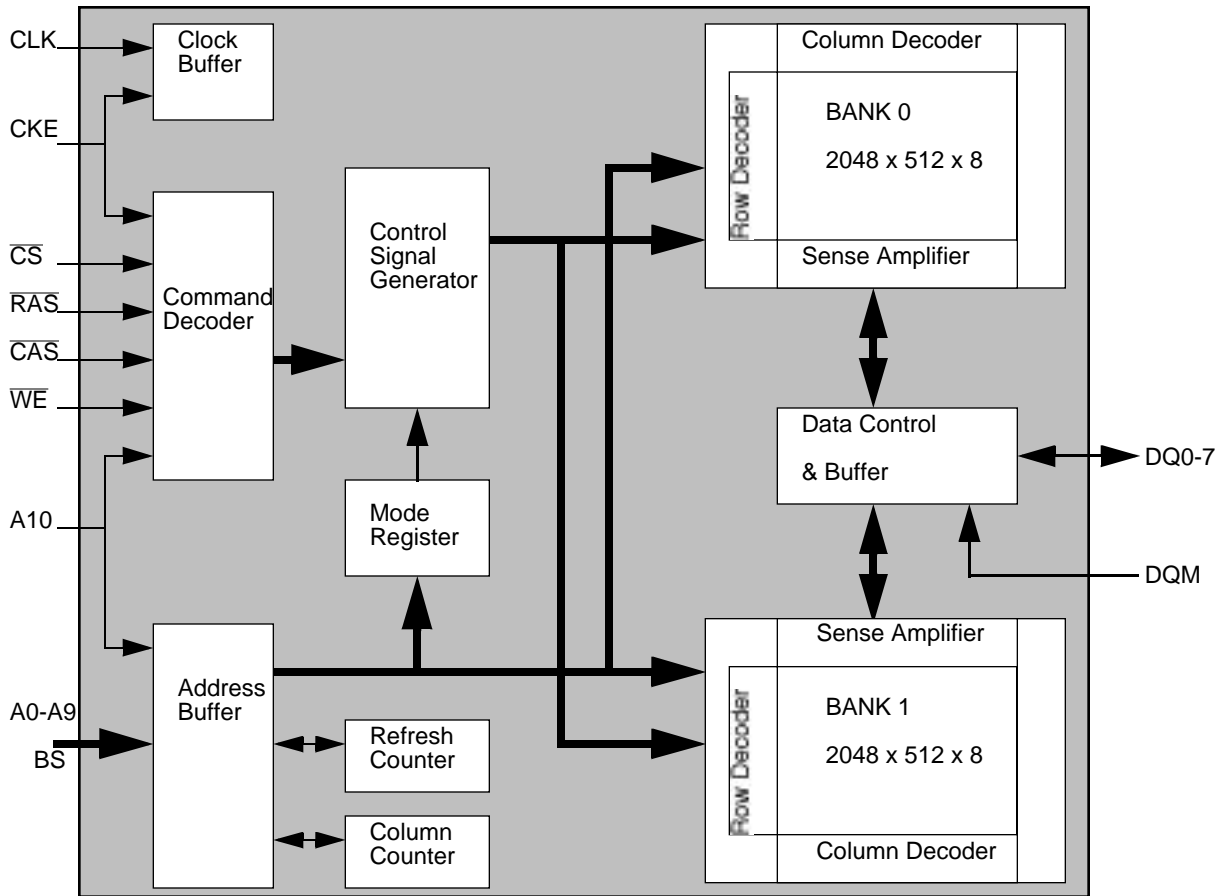 CLK
CKE
CS
RAS
CAS
WE
A10
A0-A9
BS
Clock
Buffer
Command
Decoder
Address
Buffer
Control
Signal
Generator
Mode
Register
Refresh
Counter
Column
Counter
Column Decoder
Row Decoder
BANK 0
2048 x 512 x 8
Sense Amplifier
Data Control
& Buffer
DQ0-7
DQM
Sense Amplifier
Row Decoder
BANK 1
2048 x 512 x 8
Column Decoder